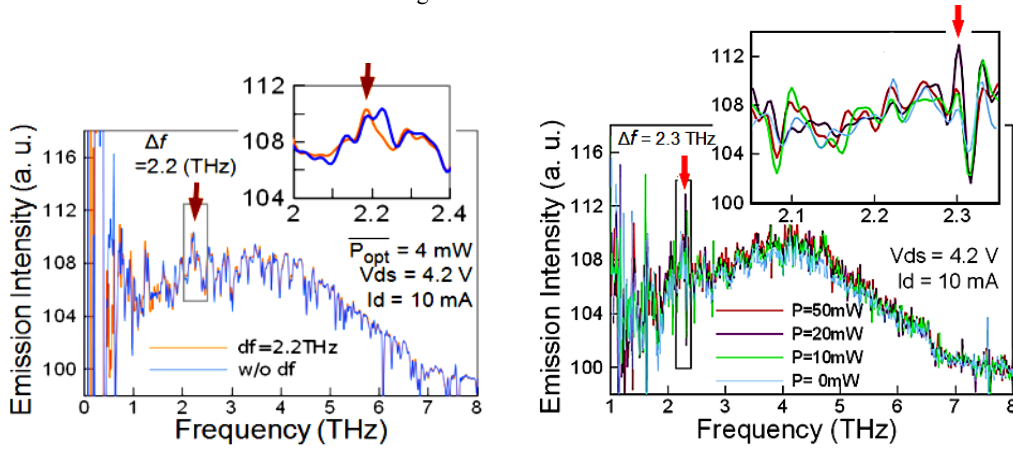 Δf
=2.2 (THz)
112
108
104
2
2.2
2.4
116
112
108
104
100
Emission Intensity (a. u.)
P̅o̅p̅t̅ = 4 mW
Vds = 4.2 V
Id = 10 mA
df=2.2THz
w/o df
0
1
2
3
4
5
6
7
8
Frequency (THz)
Δf = 2.3 THz
112
108
104
100
2.1
2.2
2.3
116
112
108
104
100
Emission Intensity (a. u.)
Vds = 4.2 V
Id = 10 mA
P=50mW
P=20mW
P=10mW
P= 0mW
1
2
3
4
5
6
7
8
Frequency (THz)